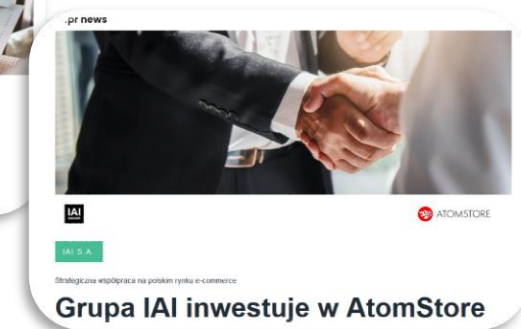 .pr news
IAI
ATOMSTORE
IAI S.A.
Strategiczna współpraca na polskim rynku e-commerce
Grupa IAI inwestuje w AtomStore